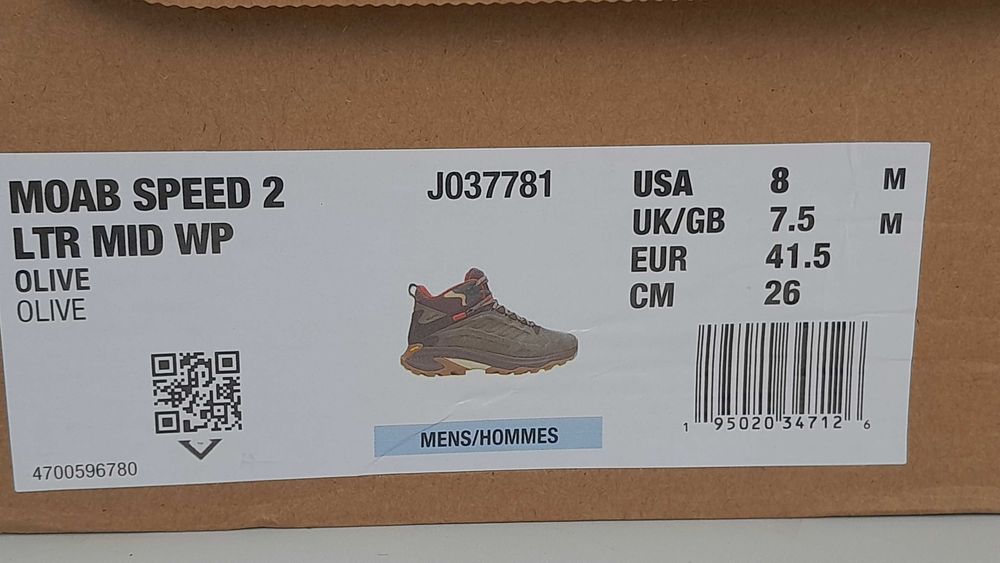 MOAB SPEED 2
LTR MID WP
OLIVE
OLIVE
4700596780
J037781
MENS/HOMMES
USA 8 M
UK/GB 7.5 M
EUR 41.5
CM 26
1 95020 34712 6